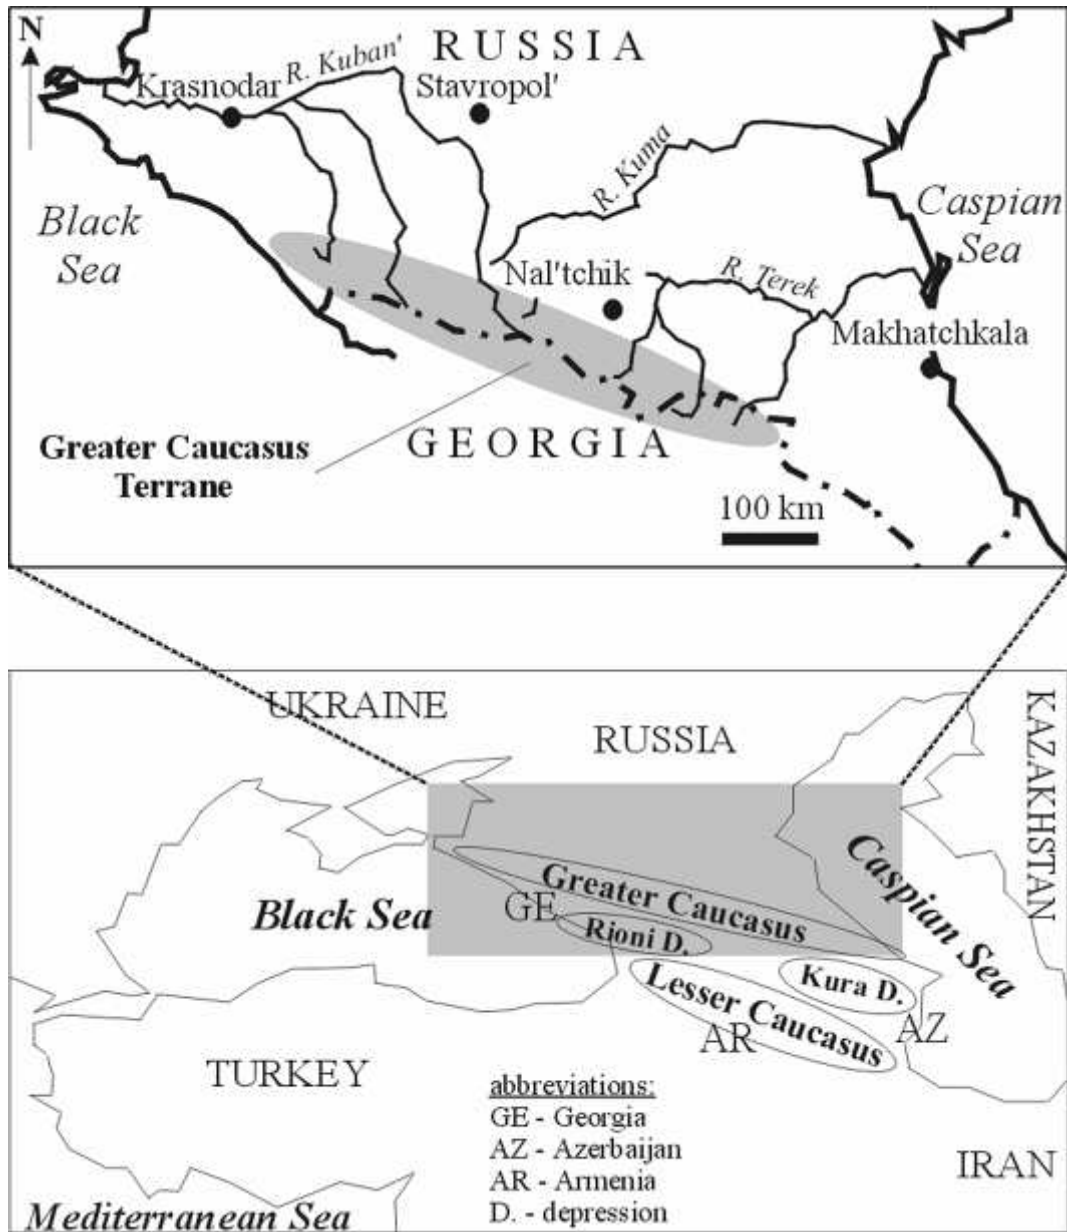 N
RUSSIA
R. Kuban'
Krasnodar
Stavropol'
R. Kuma
Black
Sea
Caspian
Sea
Nal'tchik
R. Terek
Makhatchkala
Greater Caucasus
Terrane
GEORGIA
100 km
UKRAINE
RUSSIA
KAZAKHSTAN
Black Sea
Greater Caucasus
Caspian Sea
GE
Rioni D.
Kura D.
Lesser Caucasus
AR
AZ
TURKEY
abbreviations:
GE - Georgia
AZ - Azerbaijan
AR - Armenia
D. - depression
IRAN
Mediterranean Sea